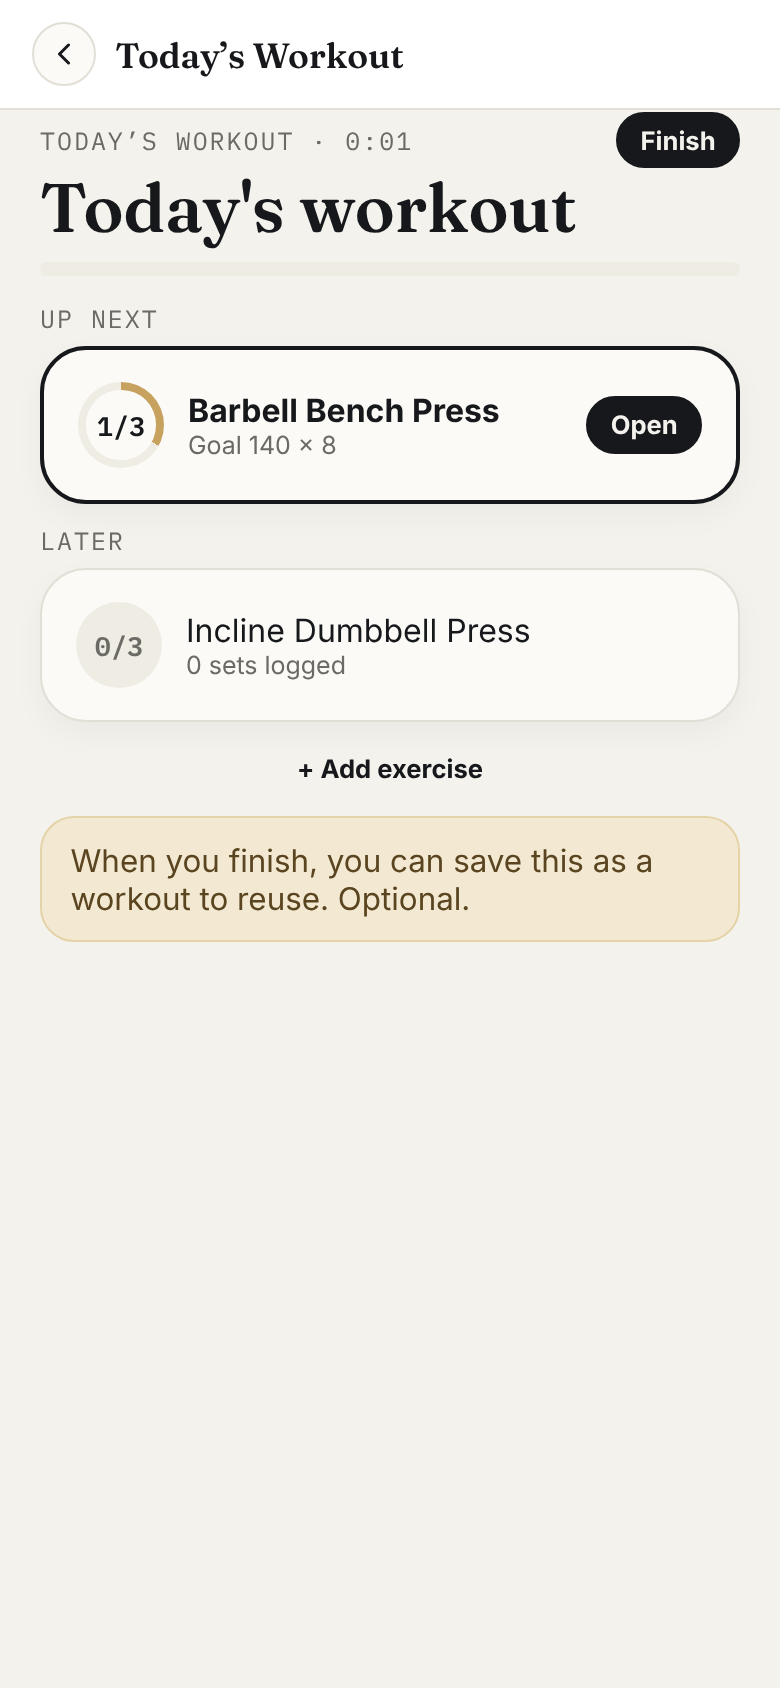 Today’s Workout
TODAY’S WORKOUT · 0:01
Finish
Today's workout
UP NEXT
1/3
Barbell Bench Press
Goal 140 × 8
Open
LATER
0/3
Incline Dumbbell Press
0 sets logged
+ Add exercise
When you finish, you can save this as a
workout to reuse. Optional.